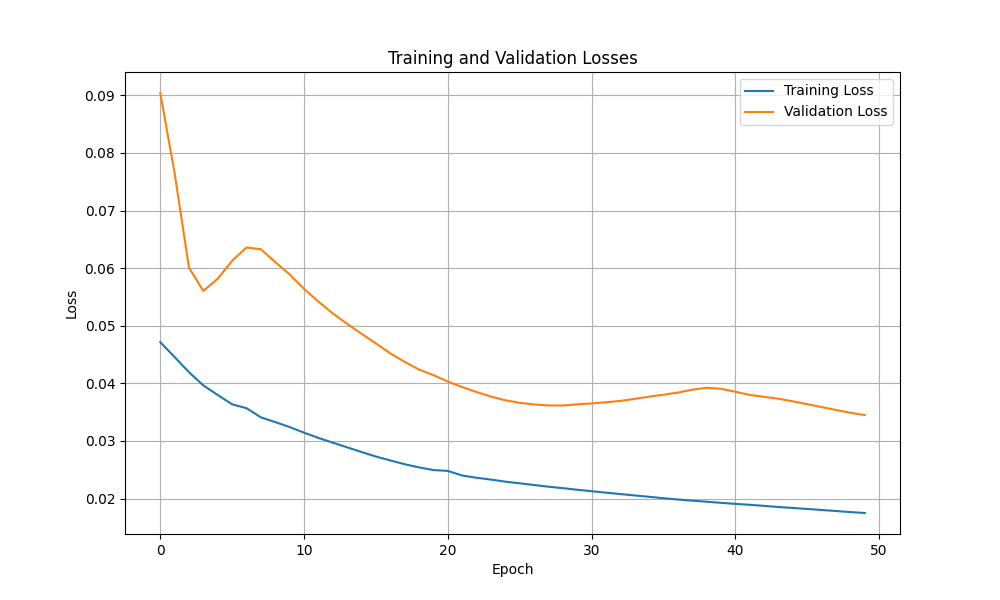 Training and Validation Losses
Training Loss
Validation Loss
0.09
0.08
0.07
0.06
0.05
0.04
0.03
0.02
Loss
0 10 20 30 40 50
Epoch